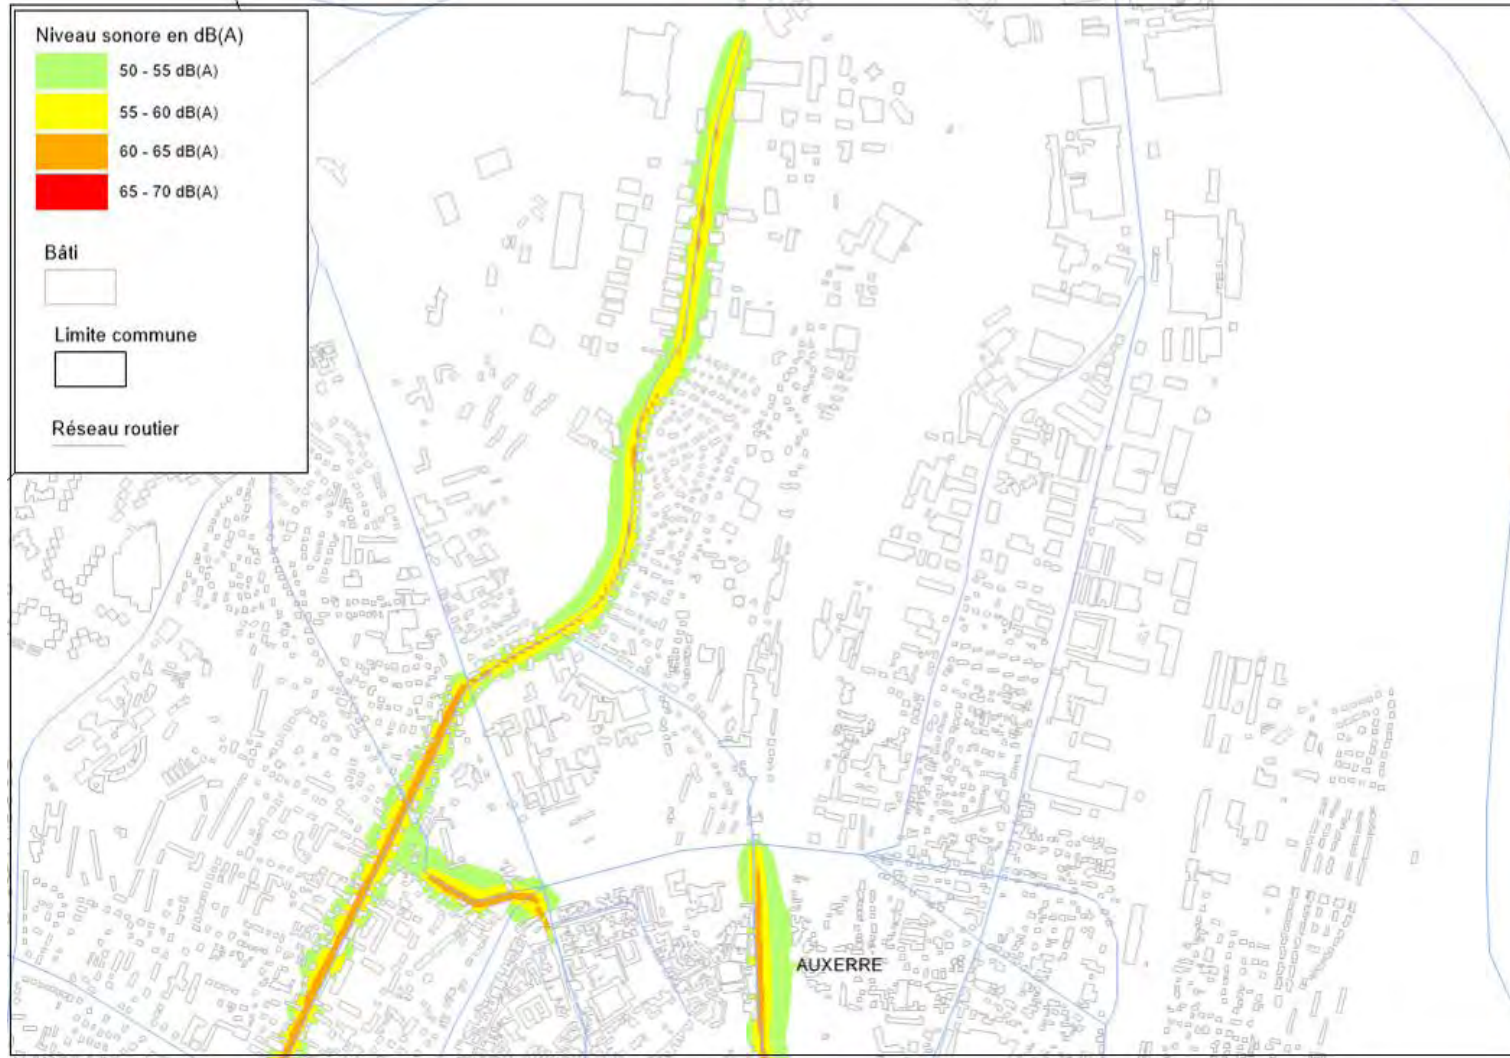 Niveau sonore en dB(A)
50 - 55 dB(A)
55 - 60 dB(A)
60 - 65 dB(A)
65 - 70 dB(A)
Bâti
Limite commune
Réseau routier
AUXERRE